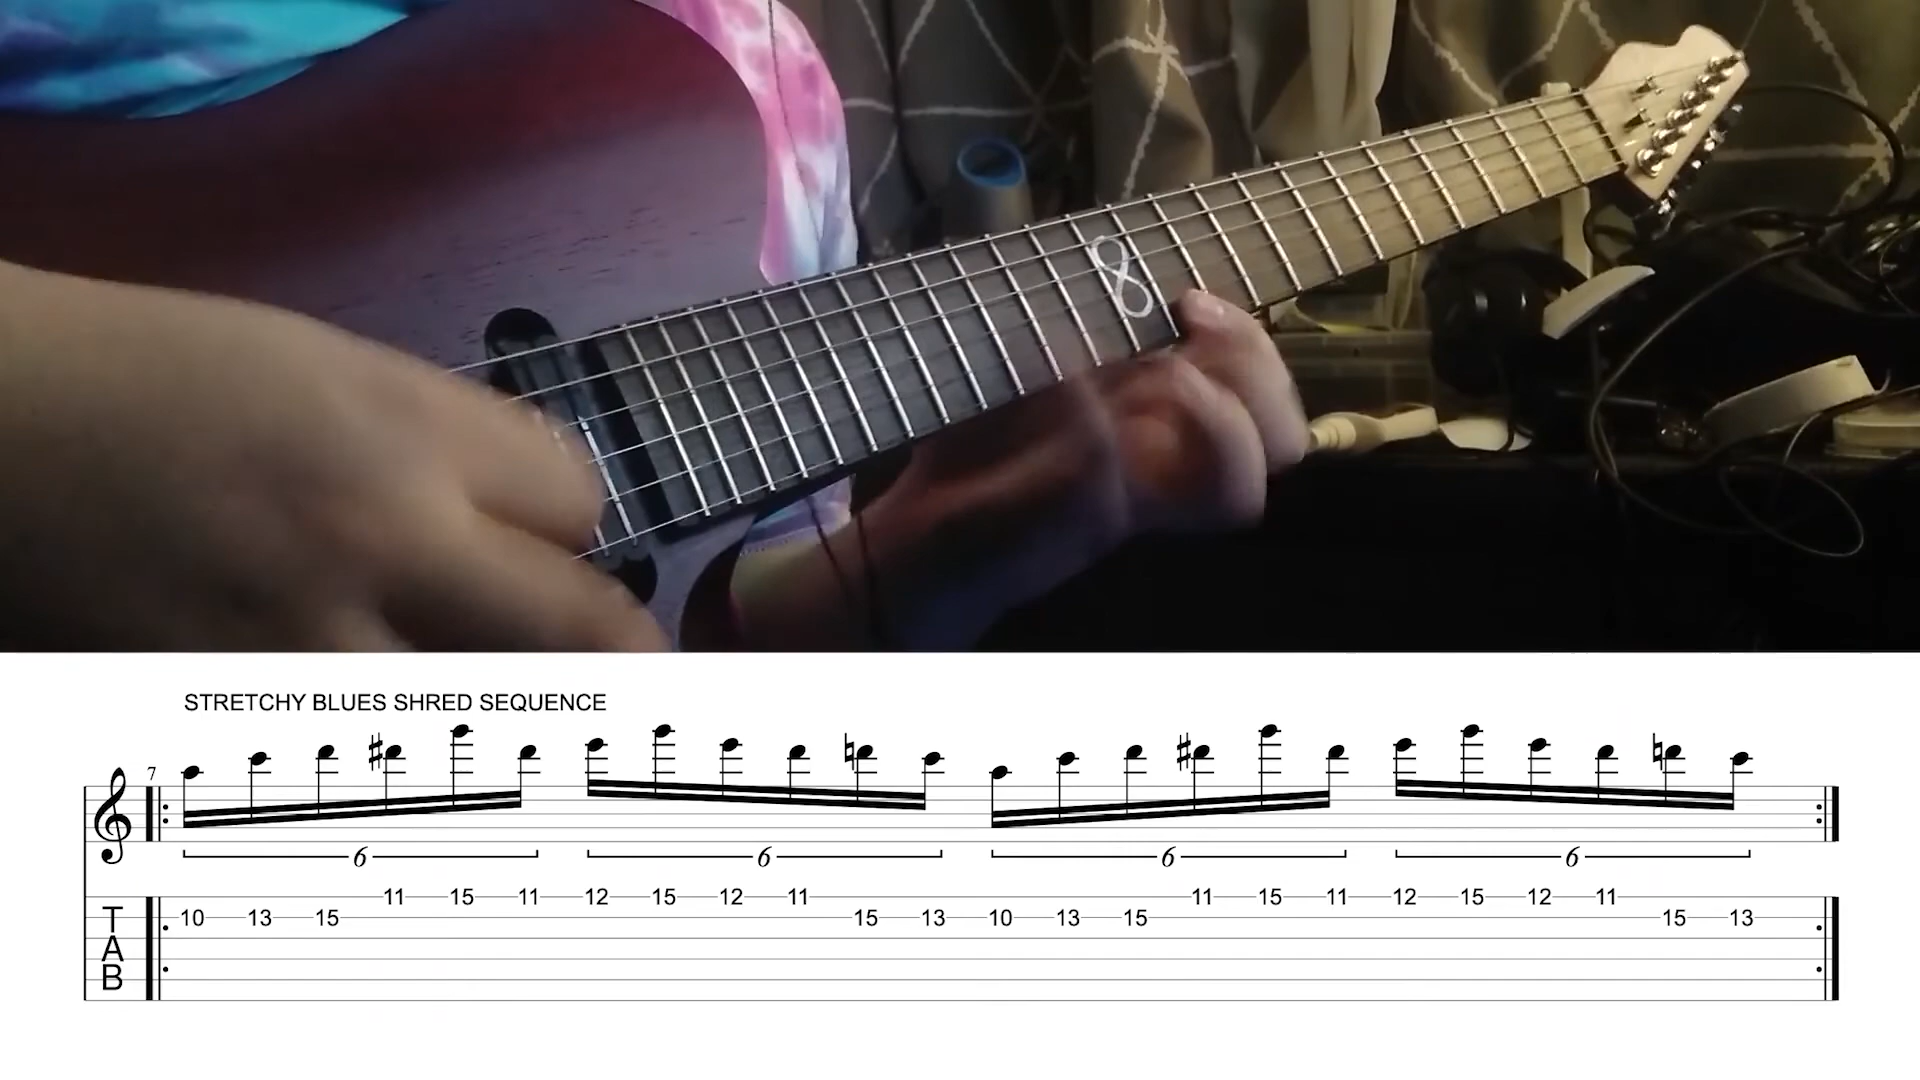 STRETCHY BLUES SHRED SEQUENCE
7
6 6 6 6
11 15 11 12 15 12 11 11 15 11 12 15 12 11
10 13 15 15 13 10 13 15 15 13
TAB